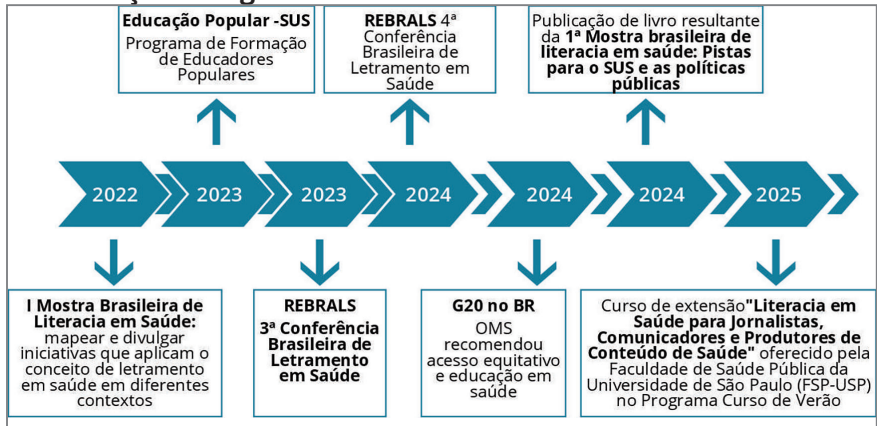 Educação Popular -SUS
Programa de Formação
de Educadores
Populares
REBRALS 4ª
Conferência
Brasileira de
Letramento em
Saúde
Publicação de livro resultante
da 1ª Mostra brasileira de
literacia em saúde: Pistas
para o SUS e as políticas
públicas
2022
2023
2023
2024
2024
2024
2025
I Mostra Brasileira de
Literacia em Saúde:
mapear e divulgar
iniciativas que aplicam o
conceito de letramento
em saúde em diferentes
contextos
REBRALS
3ª Conferência
Brasileira de
Letramento
em Saúde
G20 no BR
OMS
recomendou
acesso equitativo
e educação em
saúde
Curso de extensão"Literacia em
Saúde para Jornalistas,
Comunicadores e Produtores de
Conteúdo de Saúde" oferecido pela
Faculdade de Saúde Pública da
Universidade de São Paulo (FSP-USP)
no Programa Curso de Verão